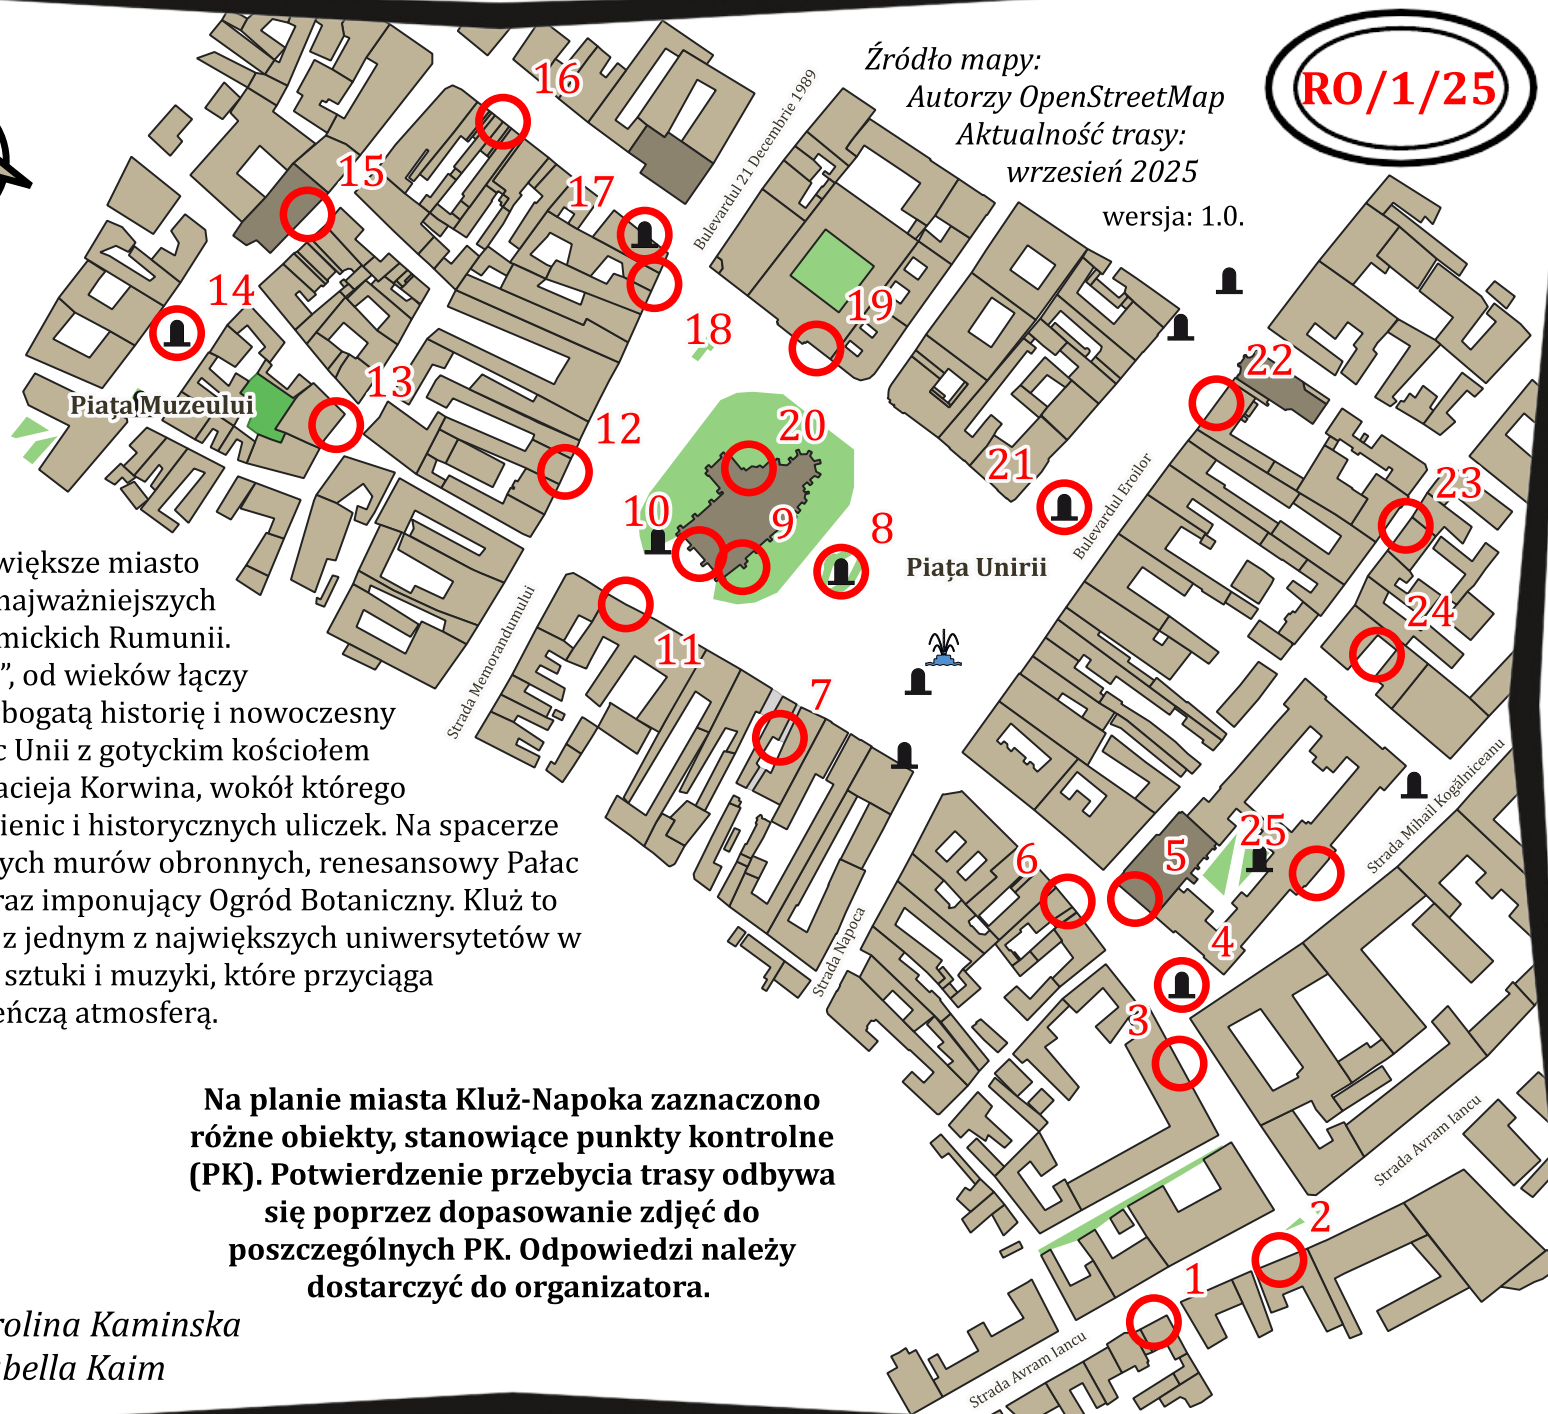 Źródło mapy:
Autorzy OpenStreetMap
Aktualność trasy:
wrzesień 2025
wersja: 1.0.
RO/1/25
16
15
17
14
18
19
13
12
20
10
9
8
11
7
21
22
23
24
25
6
5
4
3
2
1
Bulevardul 21 Decembrie 1989
Piața Muzeului
Piața Unirii
Bulevardul Eroilor
Strada Memorandumului
Strada Napoca
Strada Mihail Kogălniceanu
Strada Avram Iancu
Strada Avram Iancu
większe miasto
najważniejszych
mickich Rumunii.
”, od wieków łączy
bogatą historię i nowoczesny
c Unii z gotyckim kościołem
acieja Korwina, wokół którego
ienic i historycznych uliczek. Na spacerze
ych murów obronnych, renesansowy Pałac
raz imponujący Ogród Botaniczny. Kluż to
z jednym z największych uniwersytetów w
sztuki i muzyki, które przyciąga
eńczą atmosferą.
Na planie miasta Kluż-Napoka zaznaczono
różne obiekty, stanowiące punkty kontrolne
(PK). Potwierdzenie przebycia trasy odbywa
się poprzez dopasowanie zdjęć do
poszczególnych PK. Odpowiedzi należy
dostarczyć do organizatora.
rolina Kaminska
abella Kaim